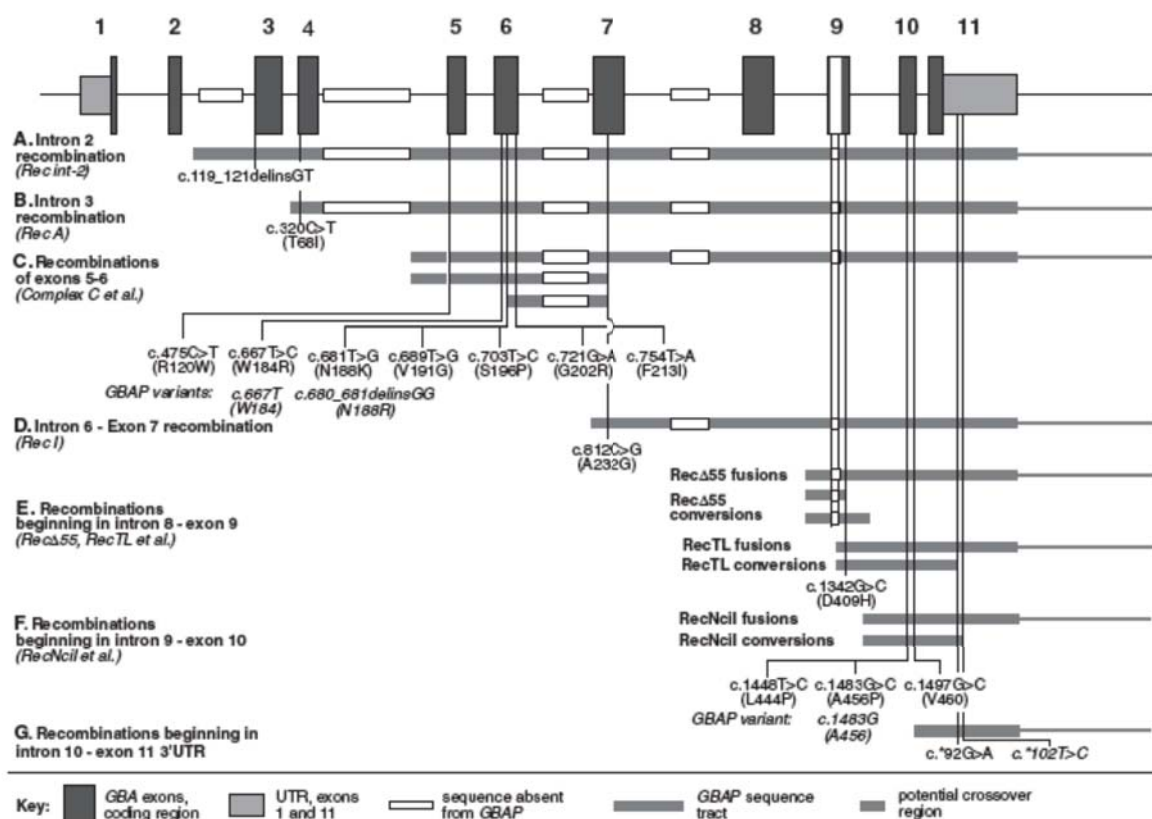 1 2 3 4 5 6 7 8 9 10 11
A. Intron 2
recombination
(Rec int-2)
c.119_121delinsGT
B. Intron 3
recombination
(Rec A)
c.320C>T
(T68I)
C. Recombinations
of exons 5-6
(Complex C et al.)
c.475C>T c.667T>C c.681T>G c.689T>G c.703T>C c.721G>A c.754T>A
(R120W) (W184R) (N188K) (V191G) (S196P) (G202R) (F213I)
GBAP variants: c.667T c.680_681delinsGG
(W184) (N188R)
D. Intron 6 - Exon 7 recombination
(Rec I)
c.812C>G
(A232G)
RecΔ55 fusions
RecΔ55
conversions
E. Recombinations
beginning in intron 8 - exon 9
(RecΔ55, RecTL et al.)
RecTL fusions
RecTL conversions
c.1342G>C
(D409H)
F. Recombinations
beginning in intron 9 - exon 10
(RecNciI et al.)
RecNciI fusions
RecNciI conversions
c.1448T>C c.1483G>C c.1497G>C
(L444P) (A456P) (V460)
GBAP variant: c.1483G
(A456)
G. Recombinations beginning in
intron 10 - exon 11 3'UTR
c.*92G>A c.*102T>C
Key: GBA exons, coding region
UTR, exons 1 and 11
sequence absent from GBAP
GBAP sequence tract
potential crossover region